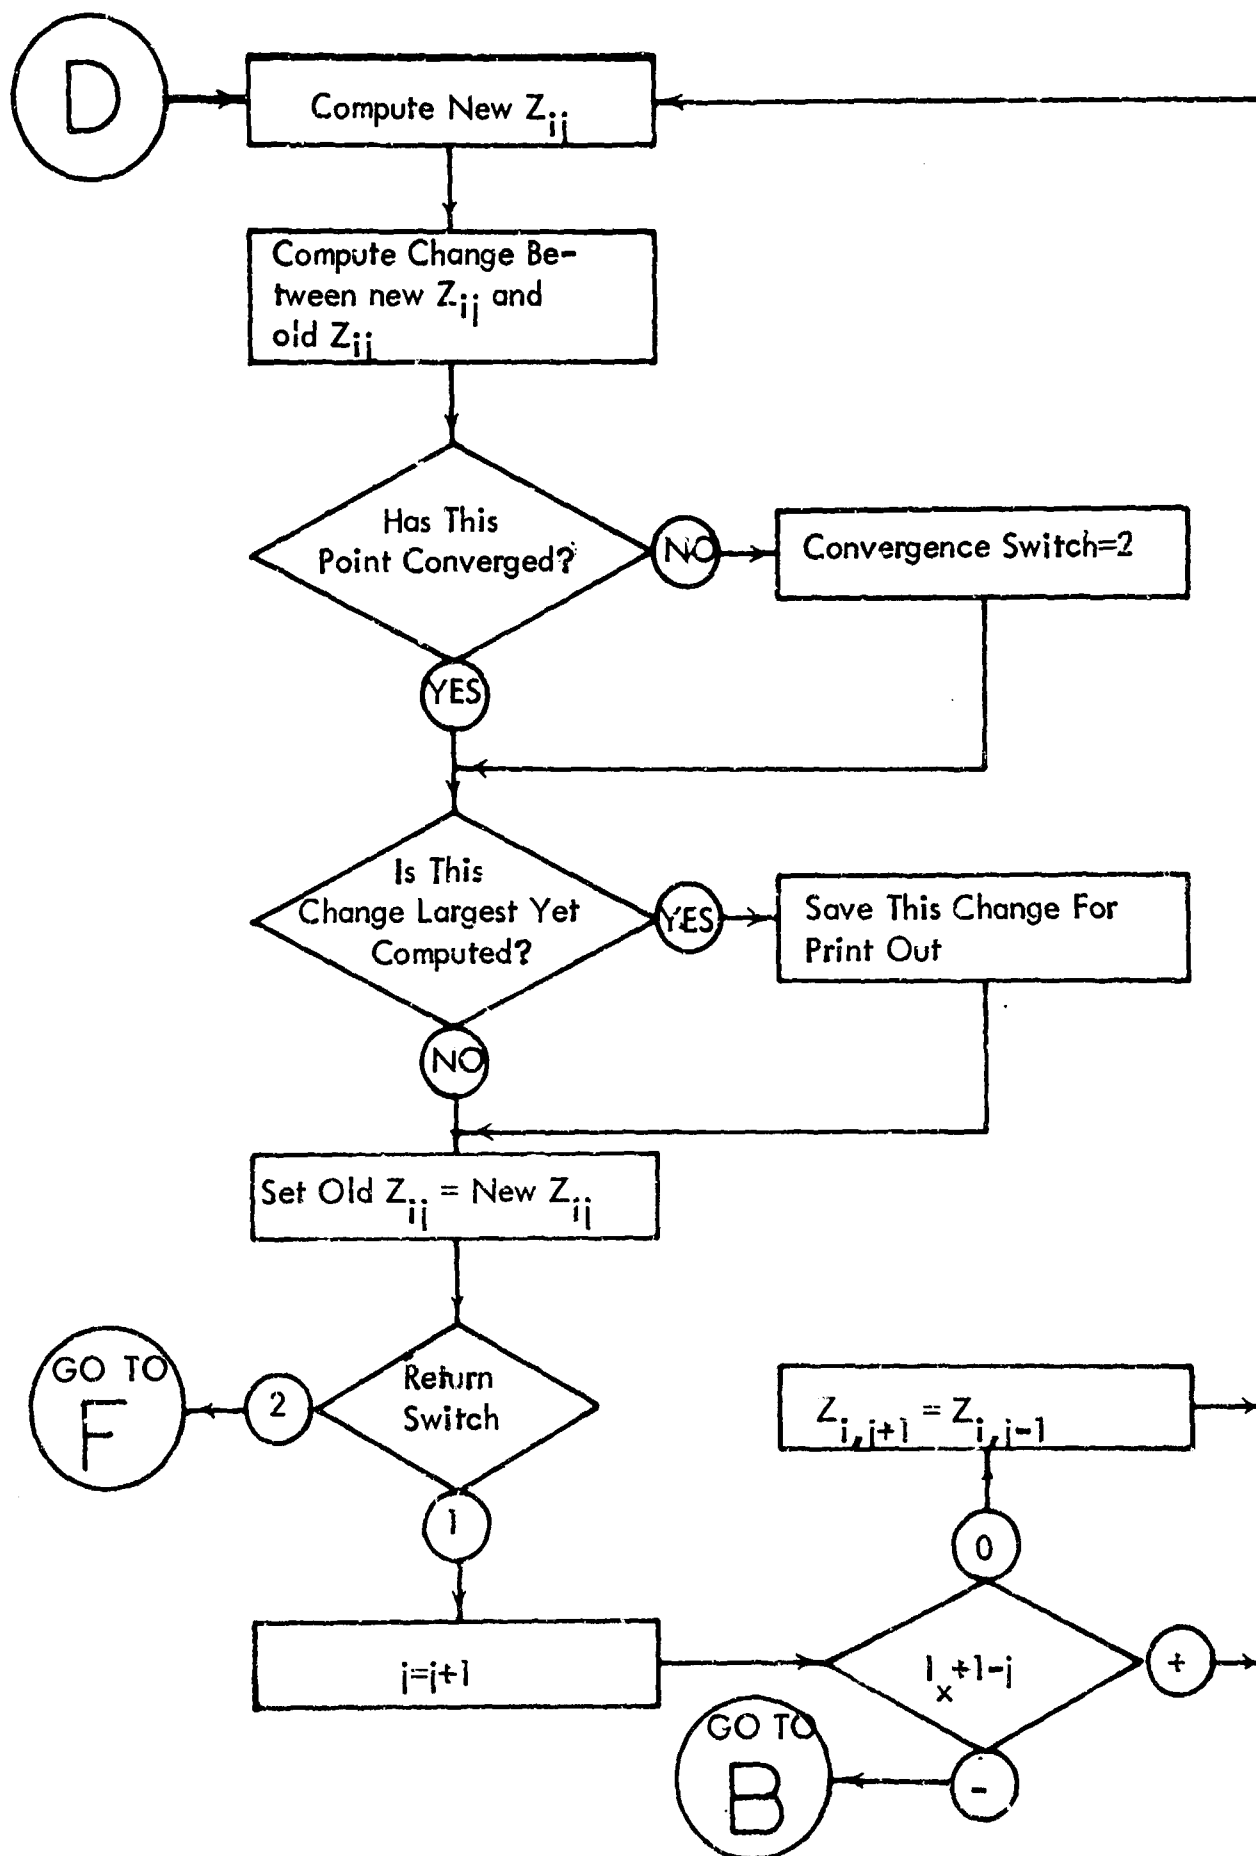 D
Compute New Z_ij
Compute Change Be-
tween new Z_ij and
old Z_ij
Has This
Point Converged?
NO
Convergence Switch=2
YES
Is This
Change Largest Yet
Computed?
YES
Save This Change For
Print Out
NO
Set Old Z_ij = New Z_ij
Return
Switch
2
GO TO
F
1
j=j+1
l_x+1-j
0
Z_i,j+1 = Z_i,j-1
+
-
GO TO
B